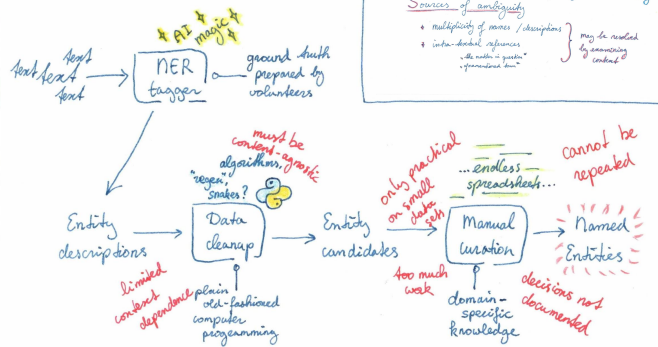 Sources of ambiguity
multiplicity of names / descriptions
intra-textual references
"the matter in question"
may be resolved
by examining
context
AI
magic
text
text text
text
NER
tagger
ground truth
prepared by
volunteers
must be
content-agnostic
algorithms,
"regex",
snakes?
Entity
descriptions
Data
cleanup
Entity
candidates
limited
context
dependence
plain
old-fashioned
computer
programming
only practical
on small
data
sets
...endless
spreadsheets...
cannot be
repeated
Manual
curation
Named
Entities
too much
work
domain-
specific
knowledge
decisions not
documented